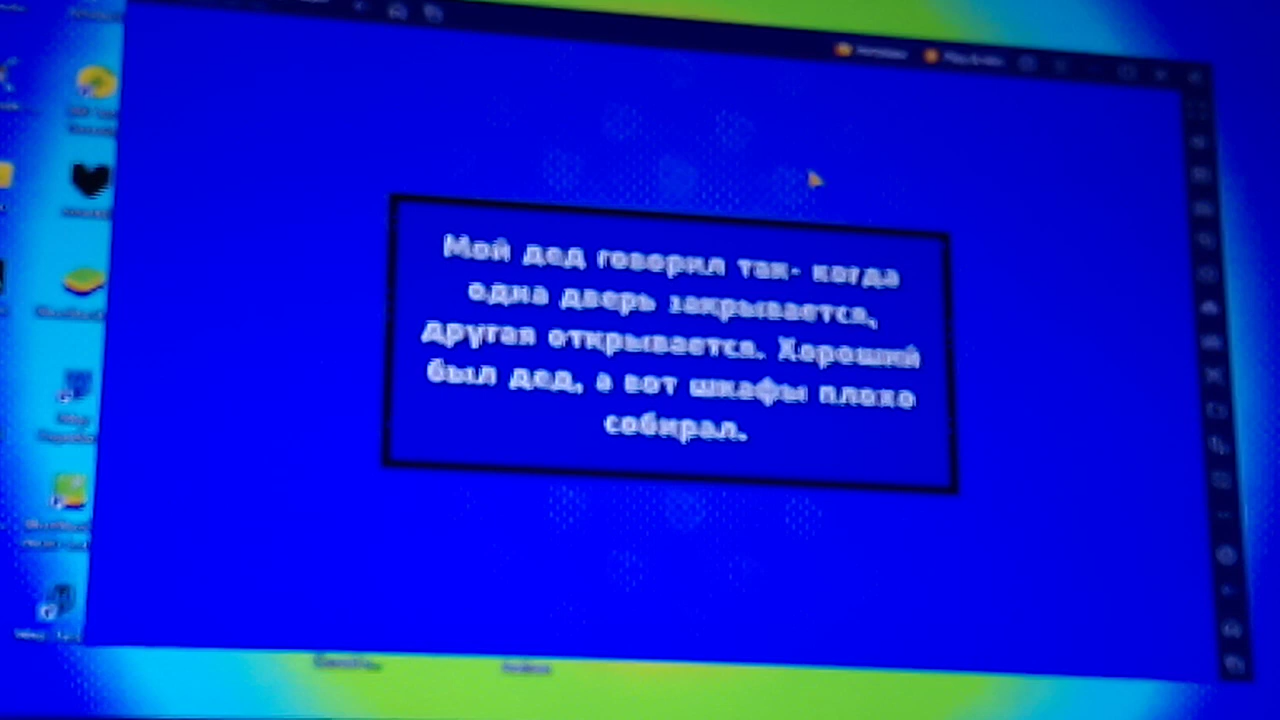 Мой дед говорил так- когда
одна дверь закрывается,
другая открывается. Хороший
был дед, а вот шкафы плохо
собирал.